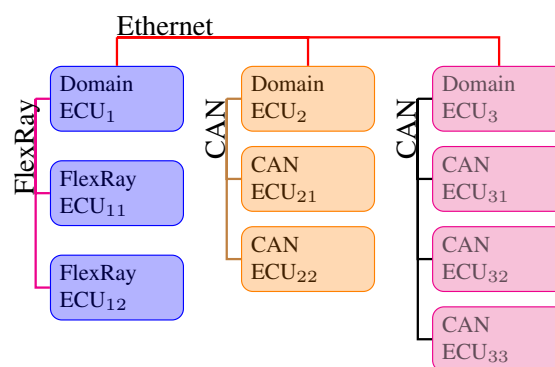 Ethernet
FlexRay
Domain
ECU₁
FlexRay
ECU₁₁
FlexRay
ECU₁₂
CAN
Domain
ECU₂
CAN
ECU₂₁
CAN
ECU₂₂
CAN
Domain
ECU₃
CAN
ECU₃₁
CAN
ECU₃₂
CAN
ECU₃₃